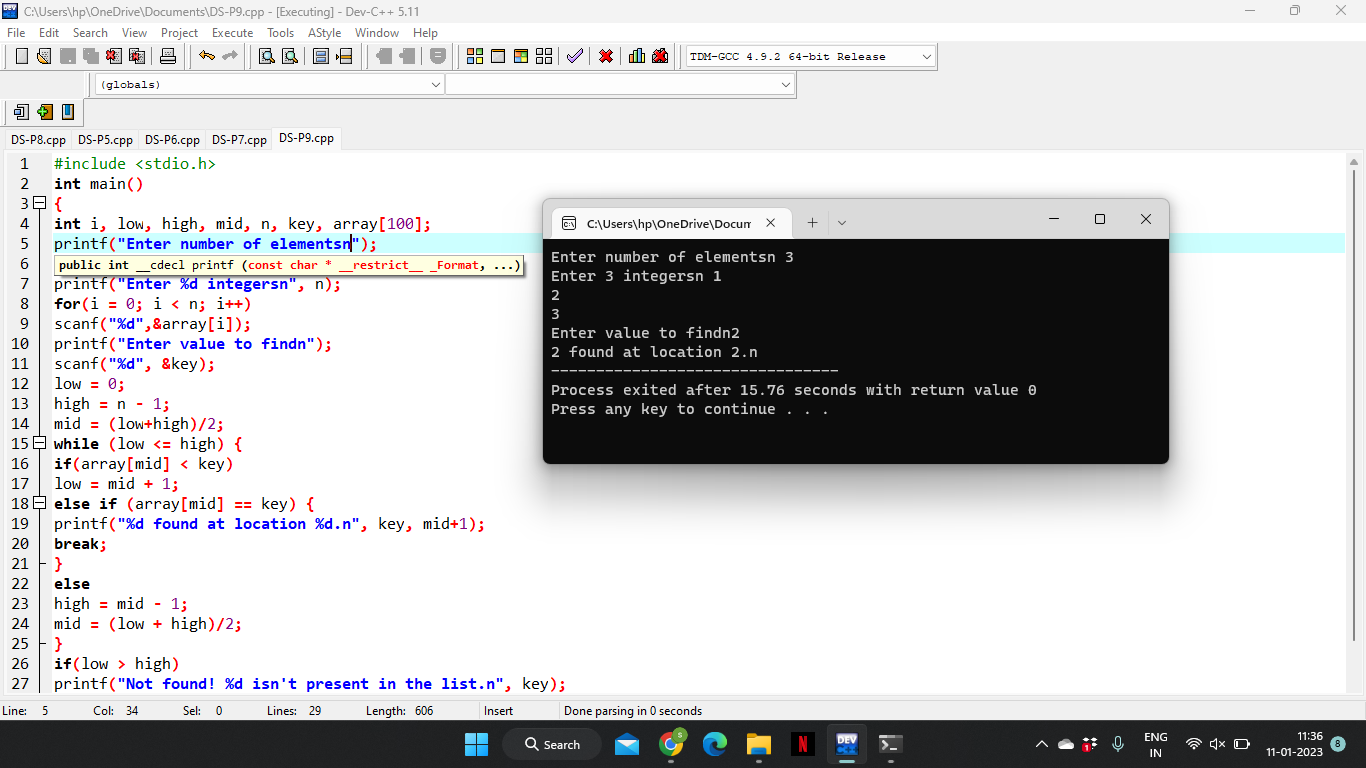 C:\Users\hp\OneDrive\Documents\DS-P9.cpp - [Executing] - Dev-C++ 5.11
File Edit Search View Project Execute Tools AStyle Window Help
TDM-GCC 4.9.2 64-bit Release
(globals)
DS-P8.cpp DS-P5.cpp DS-P6.cpp DS-P7.cpp DS-P9.cpp
1 #include <stdio.h>
2 int main()
3 {
4 int i, low, high, mid, n, key, array[100];
5 printf("Enter number of elementsn");
6 public int __cdecl printf (const char * __restrict__ _Format, ...)
7 printf("Enter %d integersn", n);
8 for(i = 0; i < n; i++)
9 scanf("%d",&array[i]);
10 printf("Enter value to findn");
11 scanf("%d", &key);
12 low = 0;
13 high = n - 1;
14 mid = (low+high)/2;
15 while (low <= high) {
16 if(array[mid] < key)
17 low = mid + 1;
18 else if (array[mid] == key) {
19 printf("%d found at location %d.n", key, mid+1);
20 break;
21 }
22 else
23 high = mid - 1;
24 mid = (low + high)/2;
25 }
26 if(low > high)
27 printf("Not found! %d isn't present in the list.n", key);
C:\Users\hp\OneDrive\Docum
Enter number of elementsn 3
Enter 3 integersn 1
2
3
Enter value to findn2
2 found at location 2.n
--------------------------------
Process exited after 15.76 seconds with return value 0
Press any key to continue . . .
Line: 5 Col: 34 Sel: 0 Lines: 29 Length: 606 Insert Done parsing in 0 seconds
Search
DEV
ENG
IN
11:36
11-01-2023
8